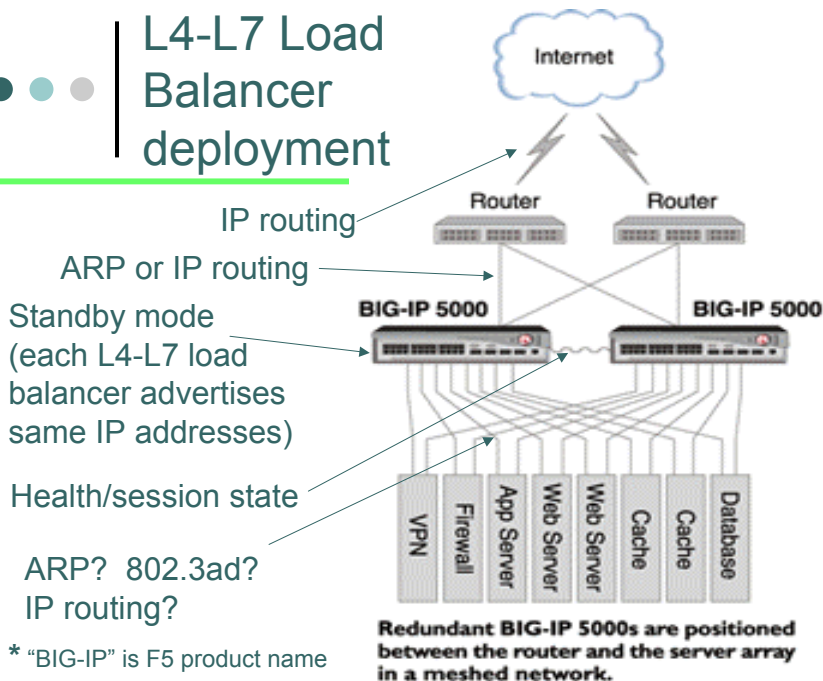 L4-L7 Load
Balancer
deployment
Internet
Router
Router
IP routing
ARP or IP routing
BIG-IP 5000
BIG-IP 5000
Standby mode
(each L4-L7 load
balancer advertises
same IP addresses)
Health/session state
ARP? 802.3ad?
IP routing?
VPN
Firewall
App Server
Web Server
Web Server
Cache
Cache
Database
* “BIG-IP” is F5 product name
Redundant BIG-IP 5000s are positioned
between the router and the server array
in a meshed network.